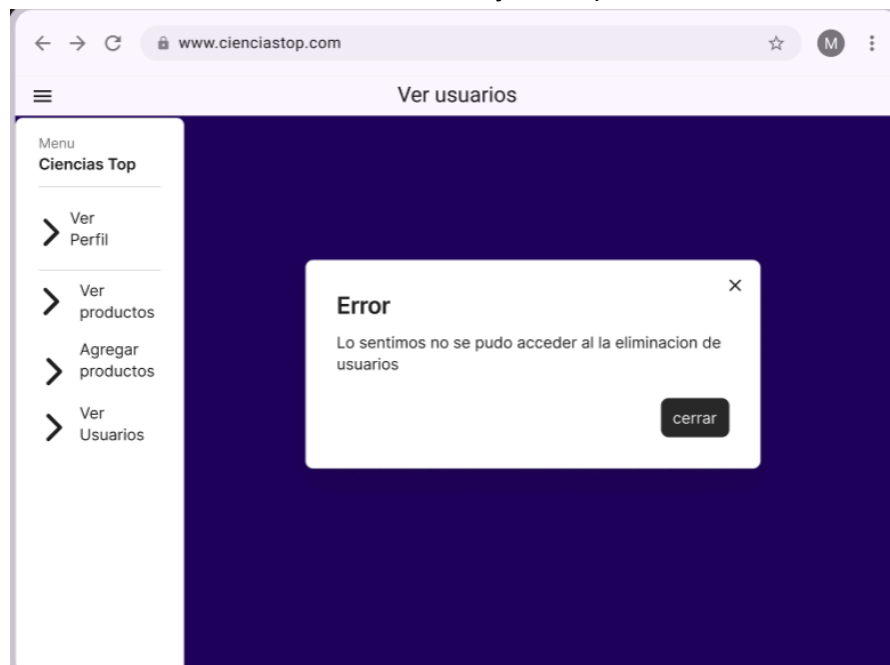 www.cienciastop.com
M
Ver usuarios
Menu
Ciencias Top
Ver
Perfil
Ver
productos
Agregar
productos
Ver
Usuarios
Error
Lo sentimos no se pudo acceder al la eliminacion de
usuarios
cerrar